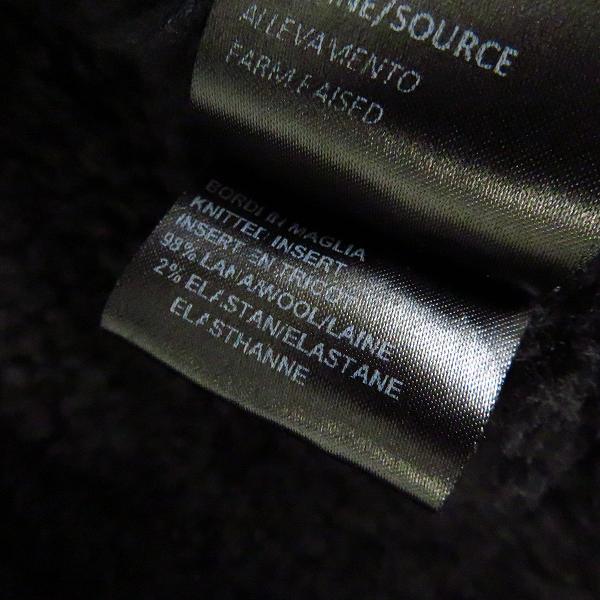 INE/SOURCE
ALLEVAMENTO
FARM RAISED
BORDI IN MAGLIA
KNITTED INSERT
INSERT EN TRICOT
98% LANA/WOOL/LAINE
2% ELASTAN/ELASTANE
ELASTHANNE